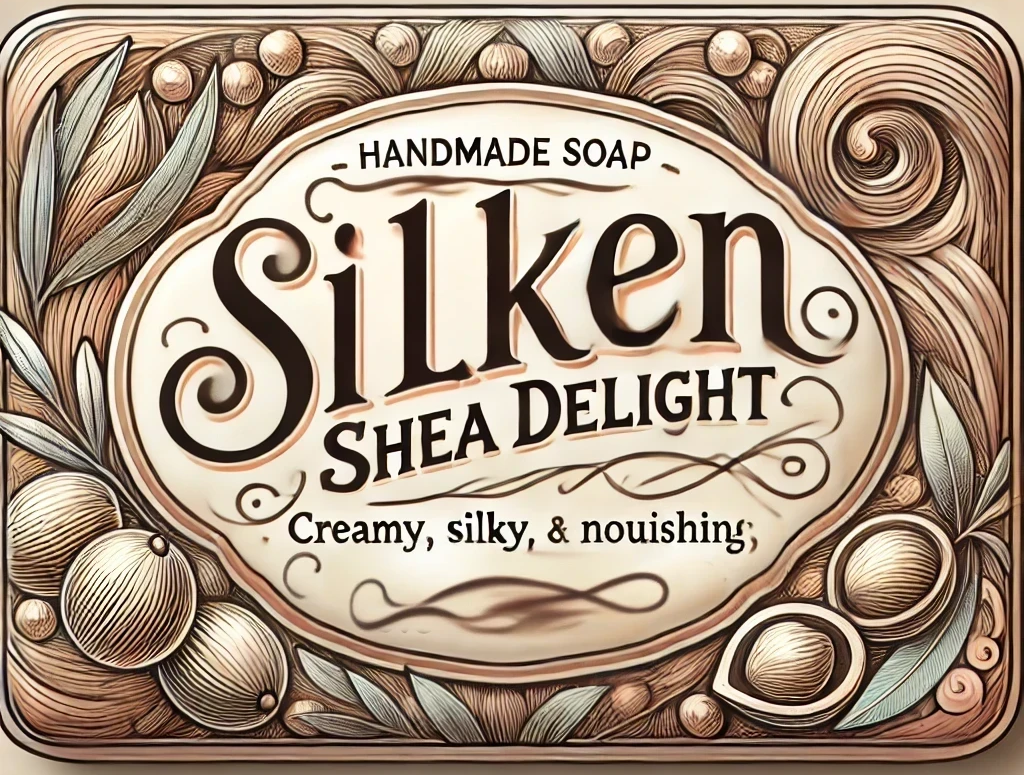 HANDMADE SOAP
Silken
SHEA DELIGHT
Creamy, silky, & nouishing;